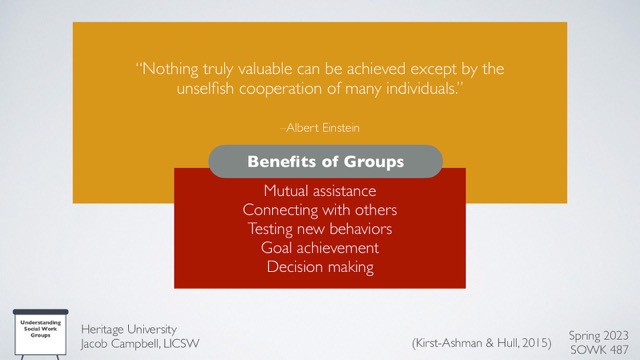 “Nothing truly valuable can be achieved except by the
unselfish cooperation of many individuals.”
–Albert Einstein
Benefits of Groups
Mutual assistance
Connecting with others
Testing new behaviors
Goal achievement
Decision making
Understanding
Social Work
Groups
Heritage University
Jacob Campbell, LICSW
(Kirst-Ashman & Hull, 2015)
Spring 2023
SOWK 487